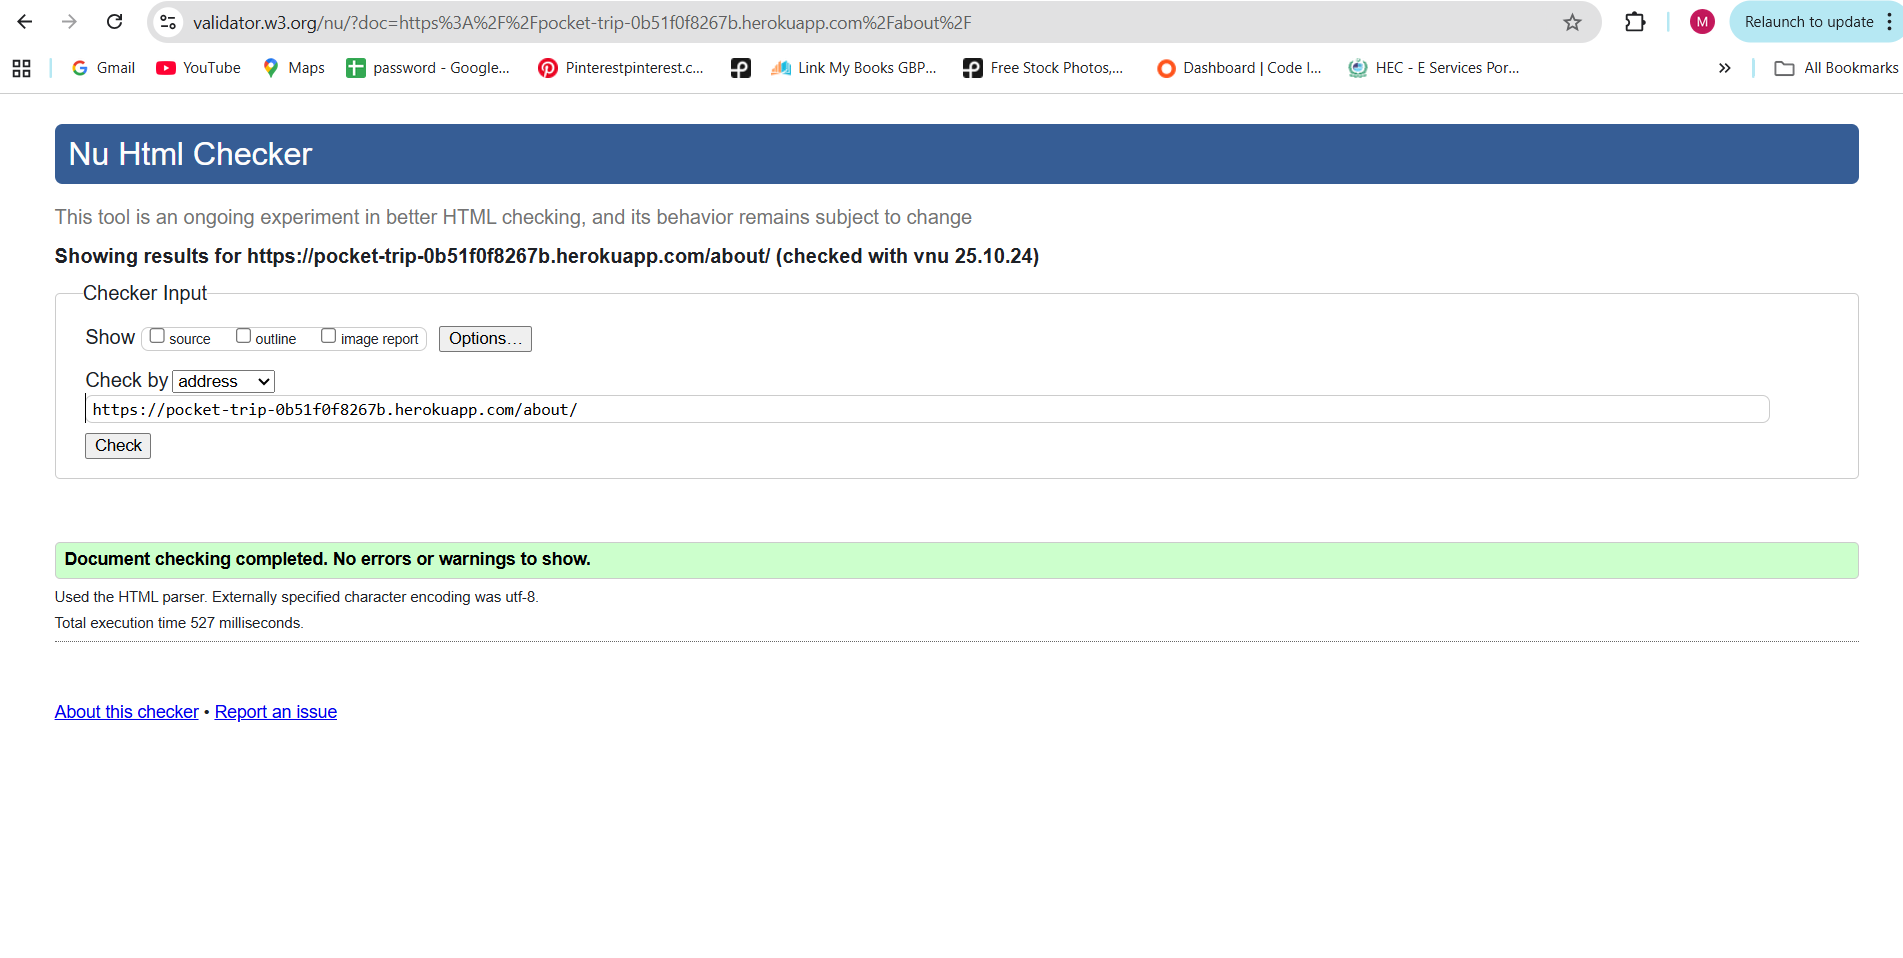 validator.w3.org/nu/?doc=https%3A%2F%2Fpocket-trip-0b51f0f8267b.herokuapp.com%2Fabout%2F
M
Relaunch to update
Gmail
YouTube
Maps
password - Google...
Pinterestpinterest.c...
Link My Books GBP...
Free Stock Photos,...
Dashboard | Code I...
HEC - E Services Por...
All Bookmarks
Nu Html Checker
This tool is an ongoing experiment in better HTML checking, and its behavior remains subject to change
Showing results for https://pocket-trip-0b51f0f8267b.herokuapp.com/about/ (checked with vnu 25.10.24)
Checker Input
Show source outline image report Options...
Check by address
https://pocket-trip-0b51f0f8267b.herokuapp.com/about/
Check
Document checking completed. No errors or warnings to show.
Used the HTML parser. Externally specified character encoding was utf-8.
Total execution time 527 milliseconds.
About this checker • Report an issue